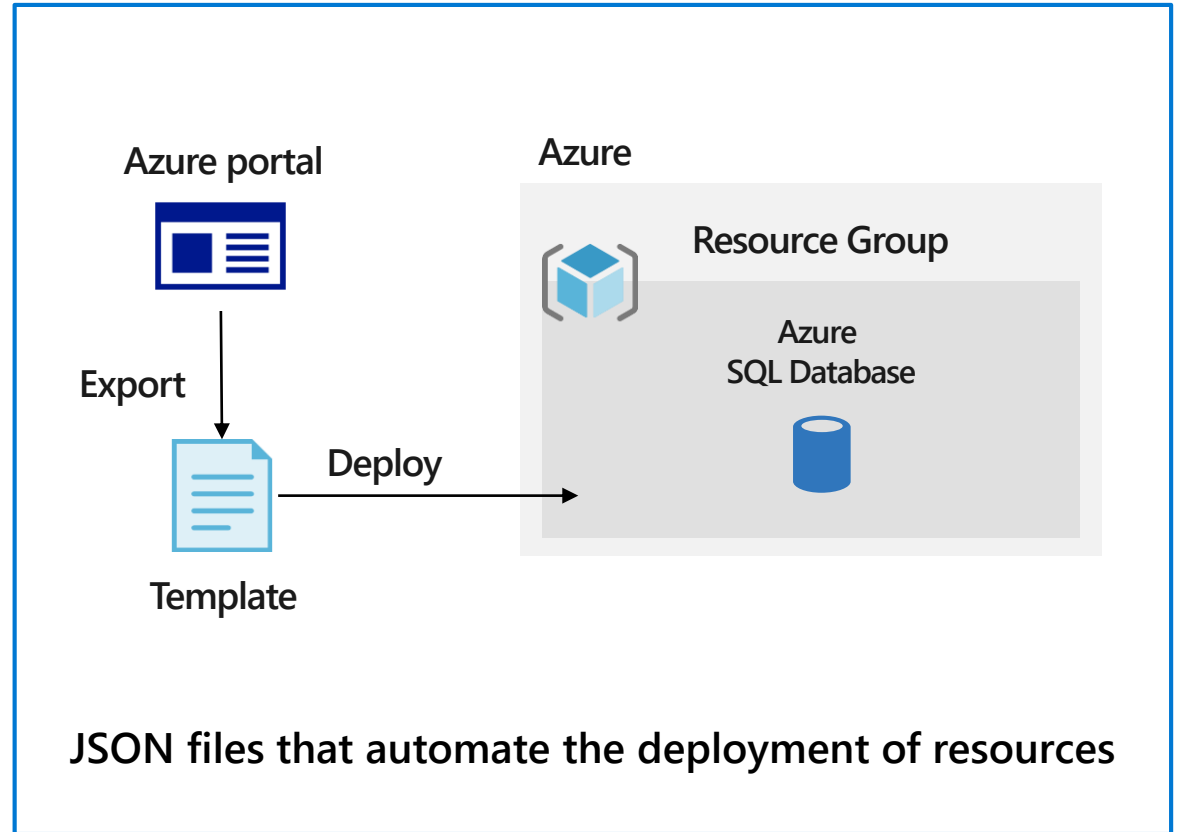 Azure portal
Azure
Resource Group
Azure
SQL Database
Export
Deploy
Template
JSON files that automate the deployment of resources